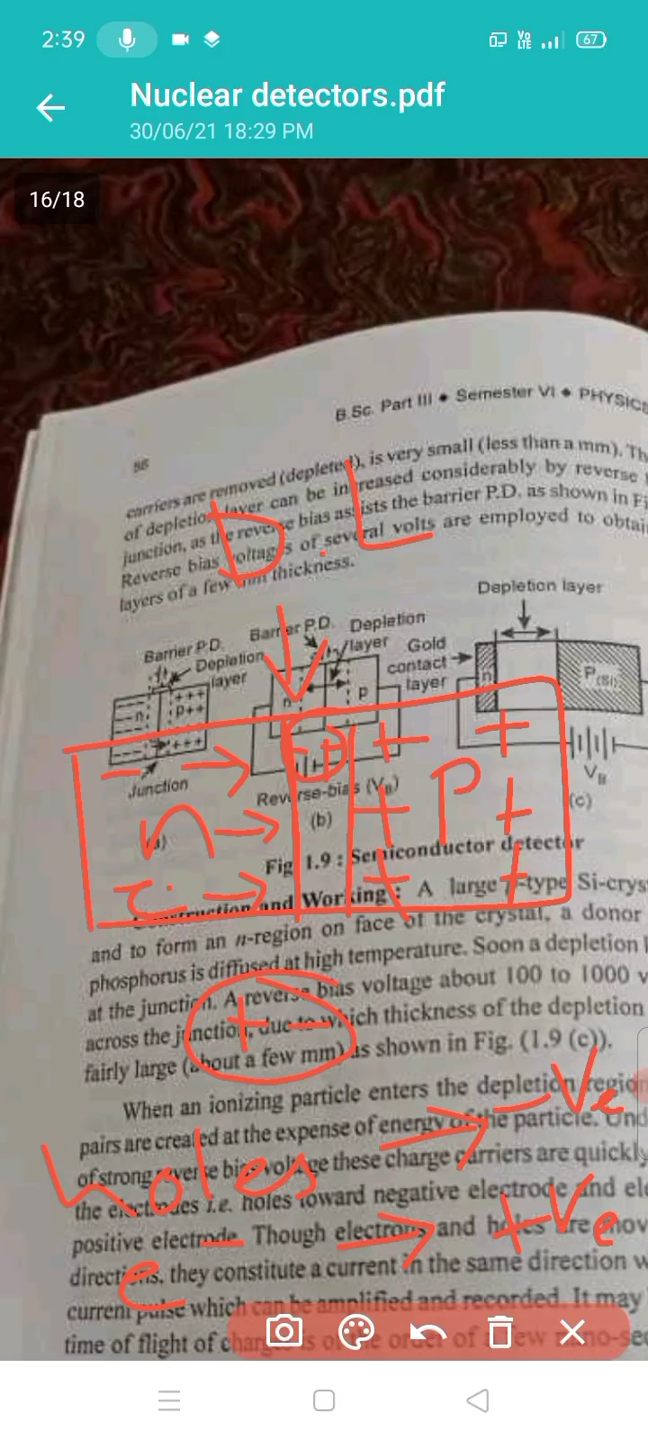 2:39
Vo
LTE
67
Nuclear detectors.pdf
30/06/21 18:29 PM
16/18
B.Sc. Part III ◆ Semester VI ◆ PHYSICS
carriers are removed (depleted), is very small (less than a mm). Th
of depletion layer can be increased considerably by reverse
junction, as the reverse bias assists the barrier P.D. as shown in Fi
Reverse bias voltages of several volts are employed to obtai
layers of a few mm thickness.
D L
Barrier P.D.
Depletion
layer
n
p++
+++
+++
Junction
Barrier P.D.
Depletion
layer
n
p
Reverse-bias (VB)
(b)
Depletion layer
Gold
contact
layer
n
P(Si)
VB
(c)
n
P
+ +
+ +
+ +
Fig 1.9 : Semiconductor detector
Construction and Working : A large p-type Si-crys
and to form an n-region on face of the crystal, a donor
phosphorus is diffused at high temperature. Soon a depletion
at the junction. A reverse bias voltage about 100 to 1000 v
across the junction, due to which thickness of the depletion
fairly large (about a few mm) as shown in Fig. (1.9 (c)).
+ −
When an ionizing particle enters the depletion region
pairs are created at the expense of energy of the particle. Und
of strong reverse bias voltage these charge carriers are quickly
the electrodes i.e. holes toward negative electrode and ele
positive electrode. Though electrons and holes are mov
directions, they constitute a current in the same direction w
current pulse which can be amplified and recorded. It may
time of flight of of the order of a few nano-sec
holes → −Ve
e → +Ve